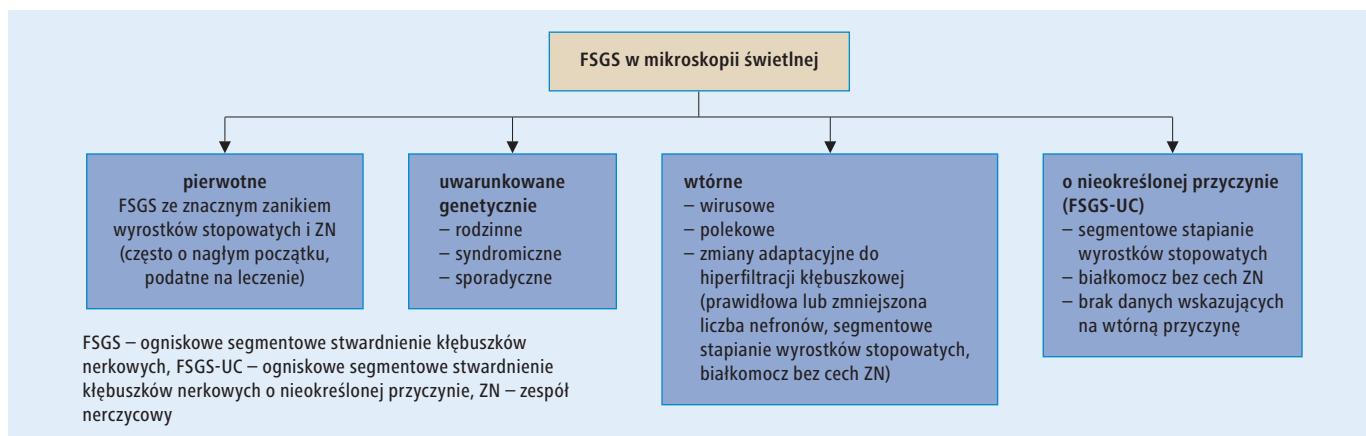 FSGS w mikroskopii świetlnej
pierwotne
FSGS ze znacznym zanikiem
wyrostków stopowatych i ZN
(często o nagłym początku,
podatne na leczenie)
uwarunkowane
genetycznie
– rodzinne
– syndromiczne
– sporadyczne
wtórne
– wirusowe
– polekowe
– zmiany adaptacyjne do
hiperfiltracji kłębuszkowej
(prawidłowa lub zmniejszona
liczba nefronów, segmentowe
stapianie wyrostków stopowatych,
białkomocz bez cech ZN)
o nieokreślonej przyczynie
(FSGS-UC)
– segmentowe stapianie
wyrostków stopowatych
– białkomocz bez cech ZN
– brak danych wskazujących
na wtórną przyczynę
FSGS – ogniskowe segmentowe stwardnienie kłębuszków
nerkowych, FSGS-UC – ogniskowe segmentowe stwardnienie
kłębuszków nerkowych o nieokreślonej przyczynie, ZN – zespół
nerczycowy